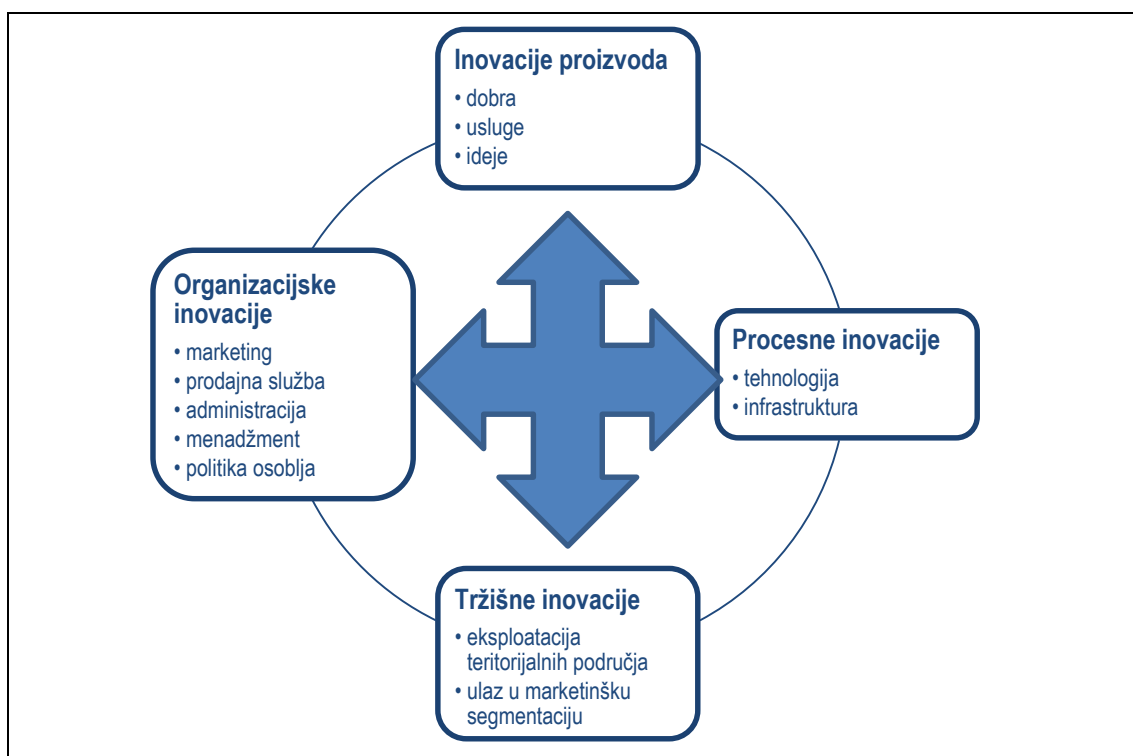 Inovacije proizvoda
• dobra
• usluge
• ideje
Organizacijske
inovacije
• marketing
• prodajna služba
• administracija
• menadžment
• politika osoblja
Procesne inovacije
• tehnologija
• infrastruktura
Tržišne inovacije
• eksploatacija
teritorijalnih područja
• ulaz u marketinšku
segmentaciju